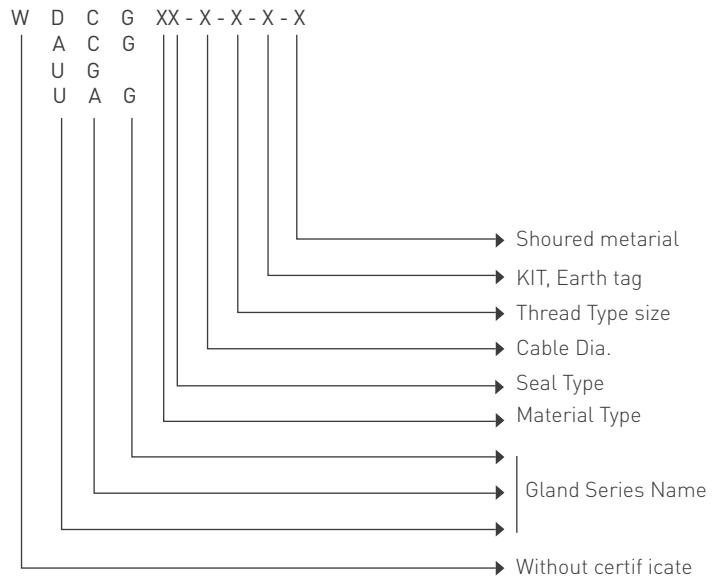 W D C C G XX - X - X - X - X
A C G
U G
U A G
Shoured metarial
KIT, Earth tag
Thread Type size
Cable Dia.
Seal Type
Material Type
Gland Series Name
Without certif icate